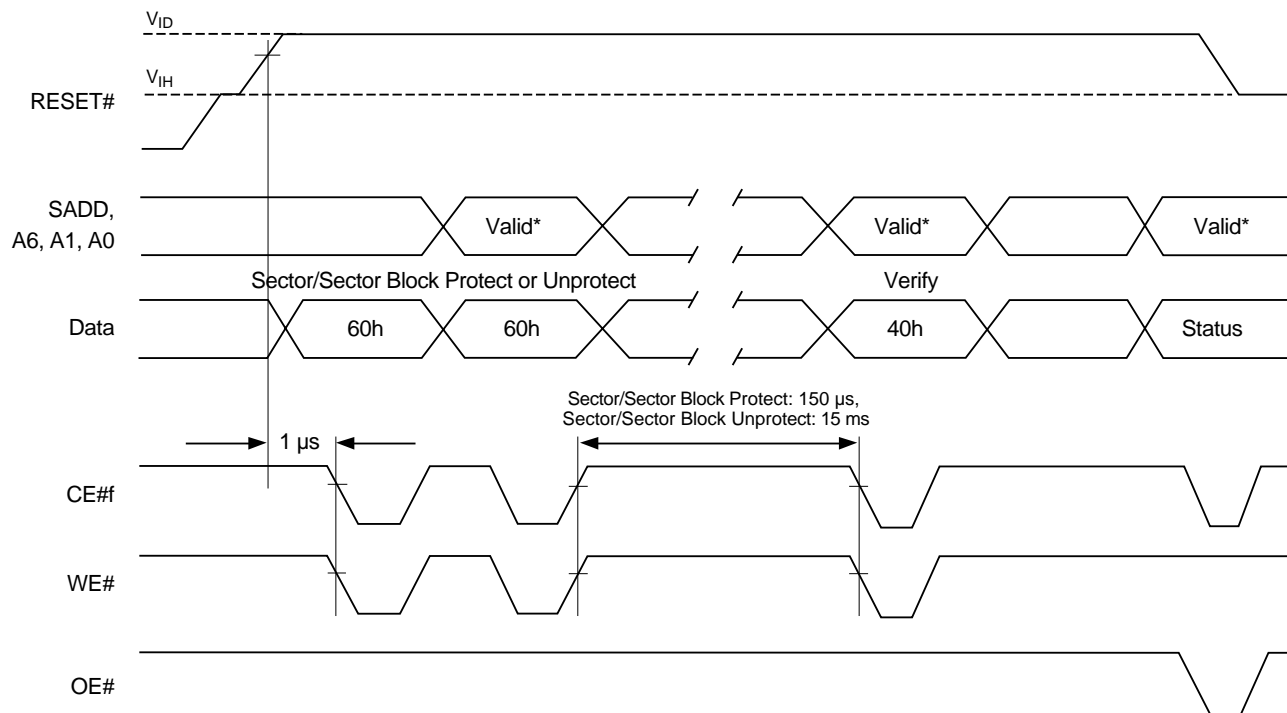 VID
VIH
RESET#
SADD,
A6, A1, A0
Valid*
Valid*
Valid*
Sector/Sector Block Protect or Unprotect
Verify
Data
60h
60h
40h
Status
Sector/Sector Block Protect: 150 µs,
Sector/Sector Block Unprotect: 15 ms
1 µs
CE#f
WE#
OE#